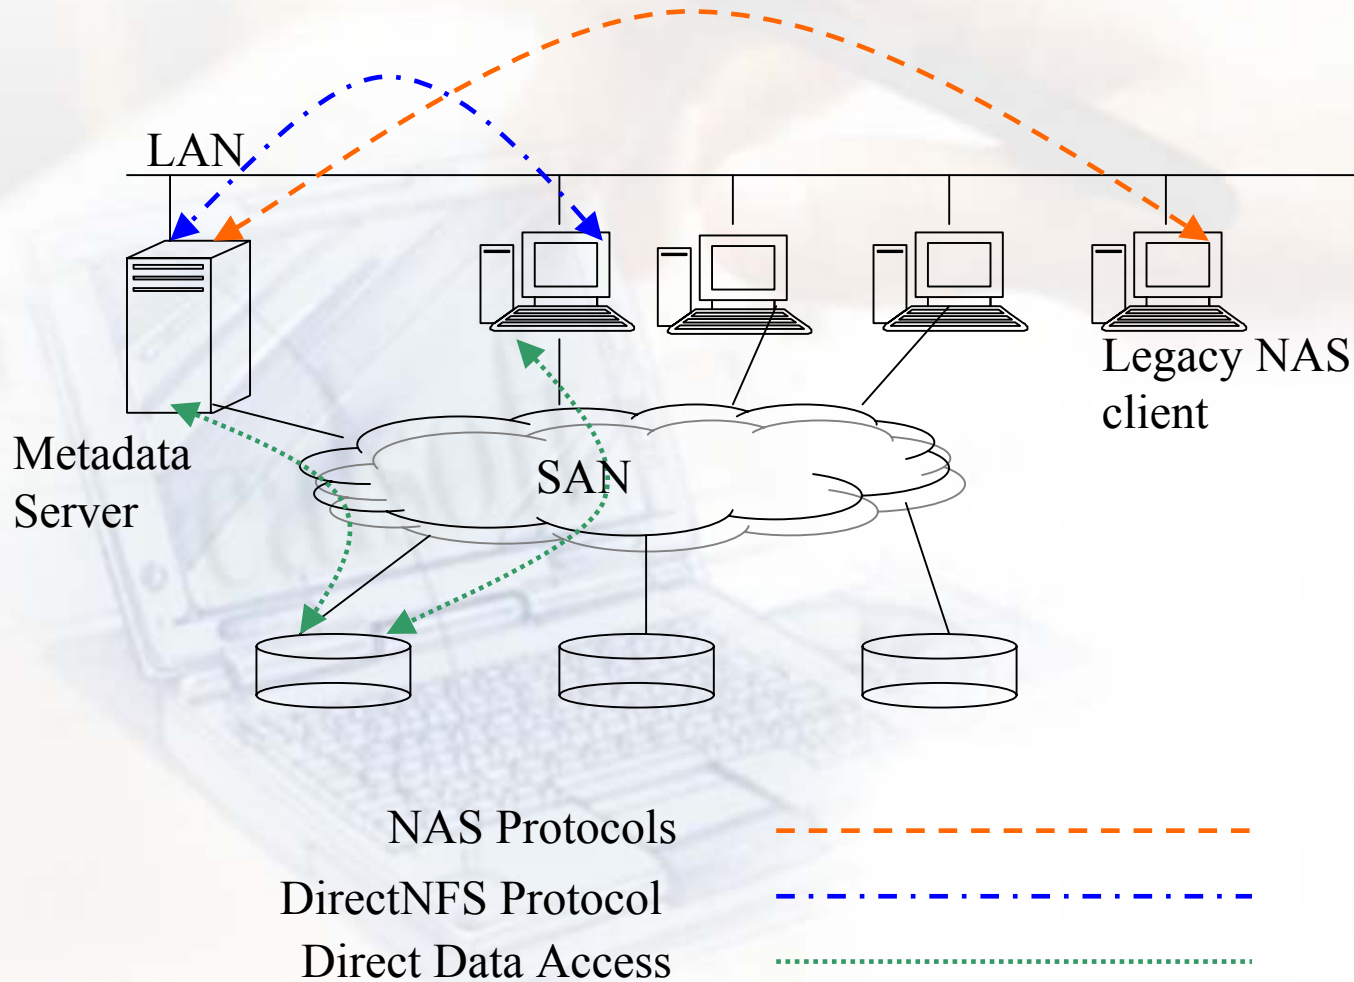 LAN
Legacy NAS
client
Metadata
Server
SAN
NAS Protocols
DirectNFS Protocol
Direct Data Access